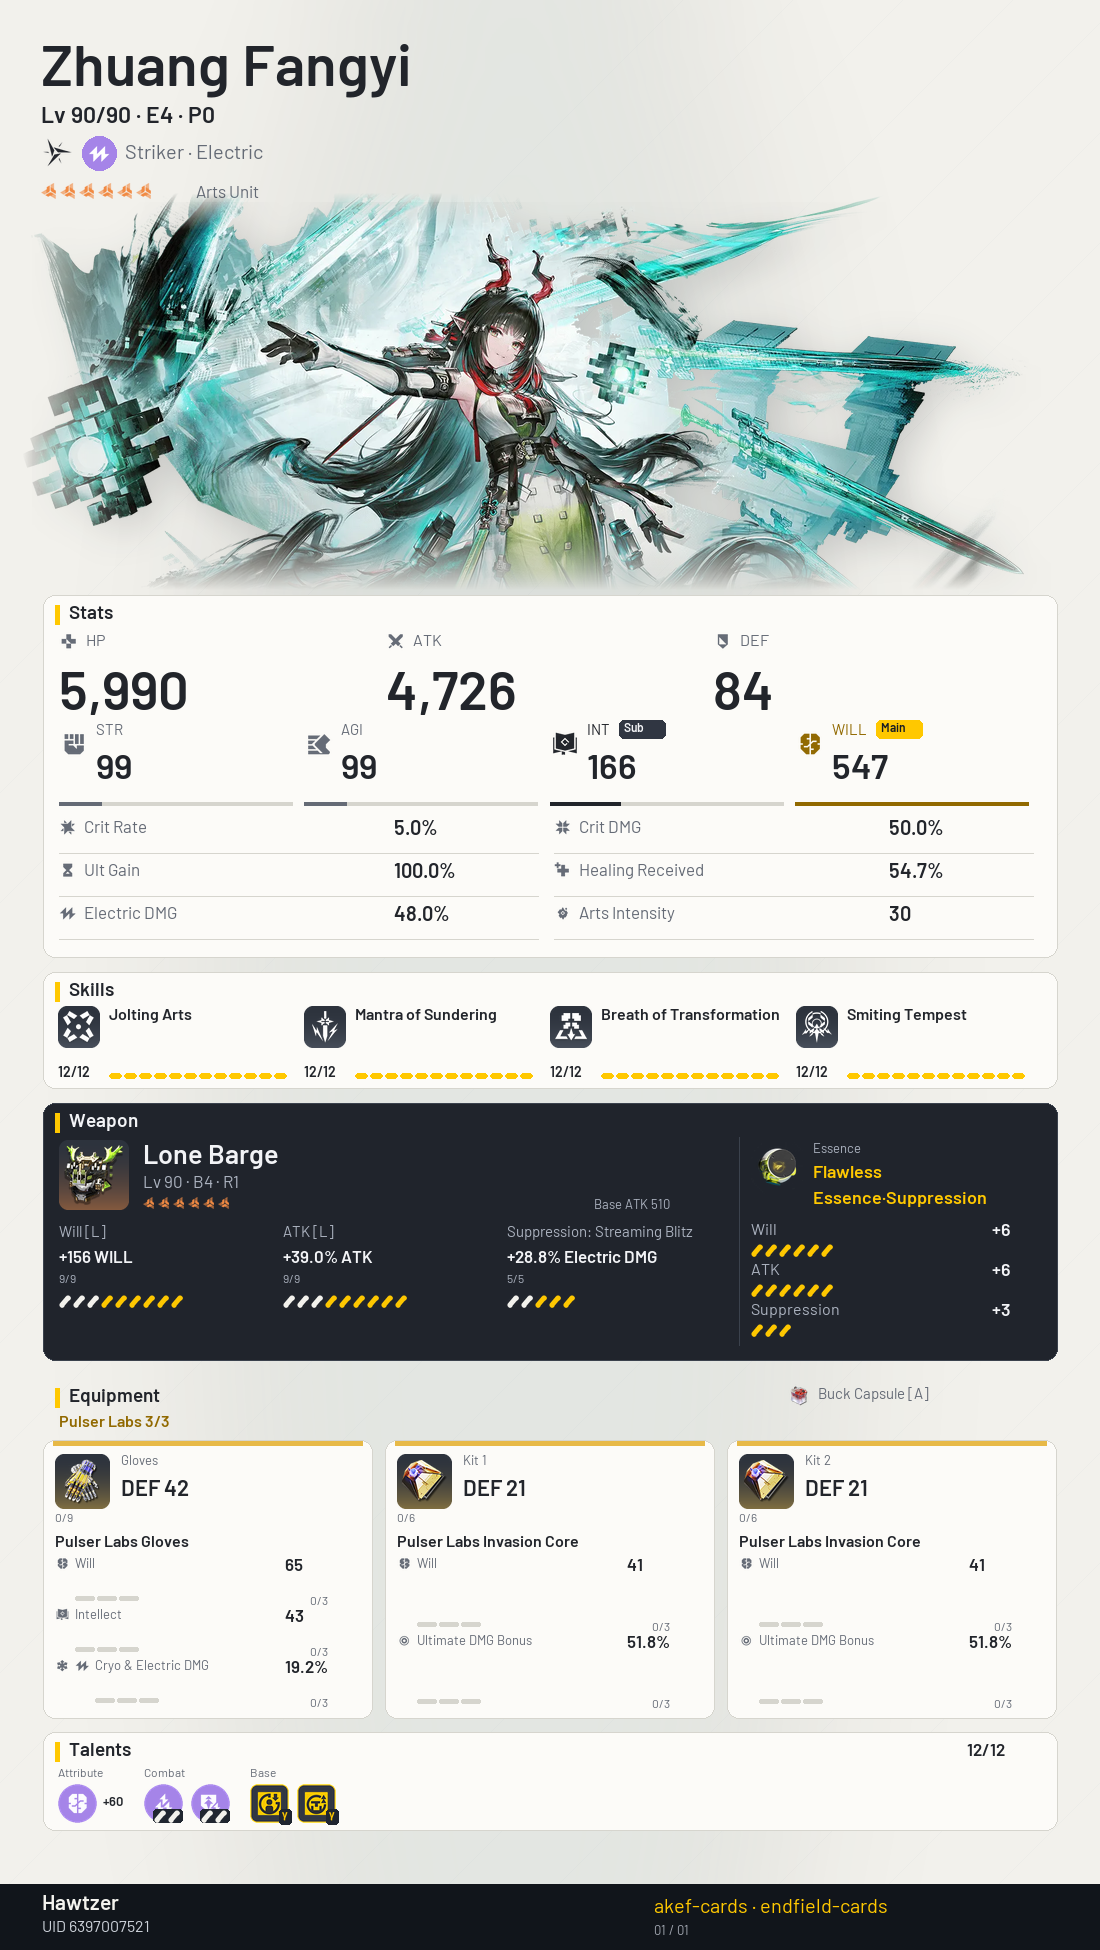 Zhuang Fangyi
Lv 90/90 · E4 · P0
Striker · Electric
Arts Unit
Stats
HP ATK DEF
5,990 4,726 84
STR AGI INT Sub WILL Main
99 99 166 547
Crit Rate 5.0% Crit DMG 50.0%
Ult Gain 100.0% Healing Received 54.7%
Electric DMG 48.0% Arts Intensity 30
Skills
Jolting Arts Mantra of Sundering Breath of Transformation Smiting Tempest
12/12 12/12 12/12 12/12
Weapon
Lone Barge
Lv 90 · B4 · R1
Base ATK 510
Will [L] ATK [L] Suppression: Streaming Blitz
+156 WILL +39.0% ATK +28.8% Electric DMG
9/9 9/9 5/5
Essence
Flawless
Essence·Suppression
Will +6
ATK +6
Suppression +3
Equipment
Buck Capsule [A]
Pulser Labs 3/3
Gloves
DEF 42
0/9
Pulser Labs Gloves
Will 65
0/3
Intellect 43
0/3
Cryo & Electric DMG 19.2%
0/3
Kit 1
DEF 21
0/6
Pulser Labs Invasion Core
Will 41
0/3
Ultimate DMG Bonus 51.8%
0/3
Kit 2
DEF 21
0/6
Pulser Labs Invasion Core
Will 41
0/3
Ultimate DMG Bonus 51.8%
0/3
Talents 12/12
Attribute Combat Base
+60
γ γ
Hawtzer
UID 6397007521
akef-cards · endfield-cards
01 / 01